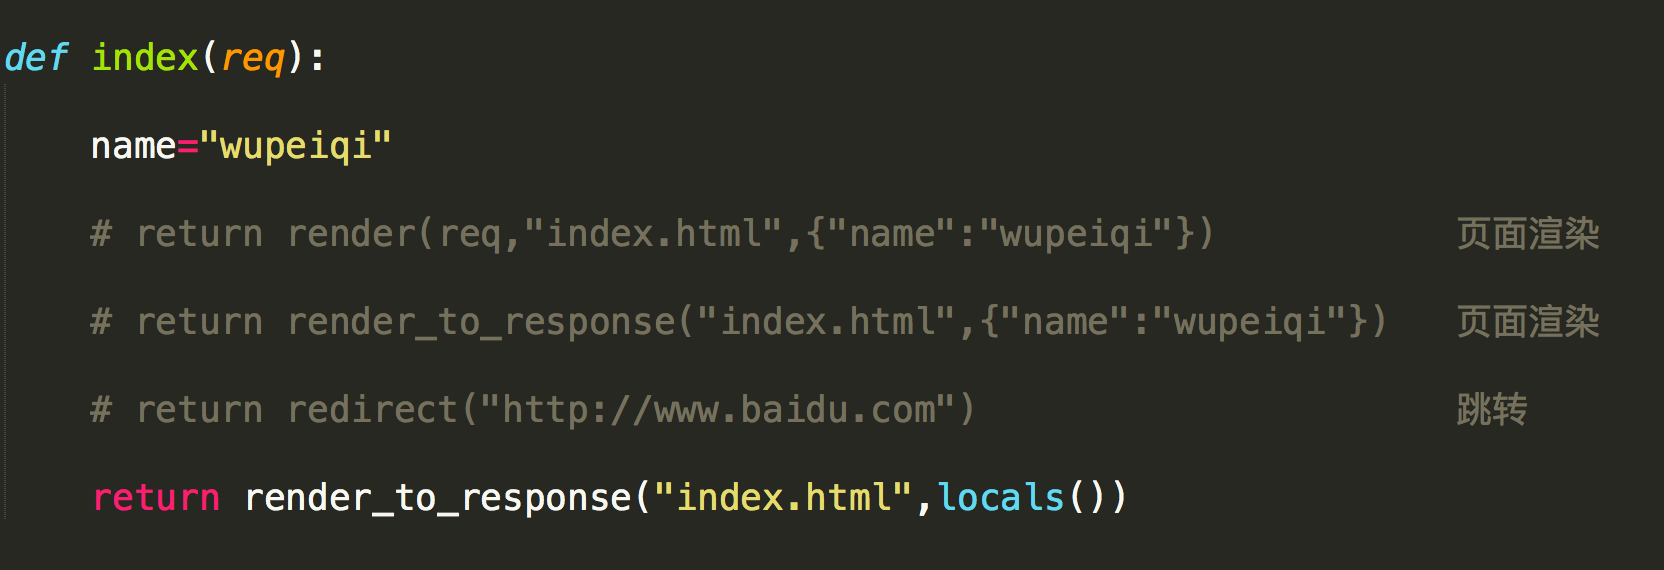 def index(req):
name="wupeiqi"
# return render(req,"index.html",{"name":"wupeiqi"}) 页面渲染
# return render_to_response("index.html",{"name":"wupeiqi"}) 页面渲染
# return redirect("http://www.baidu.com") 跳转
return render_to_response("index.html",locals())